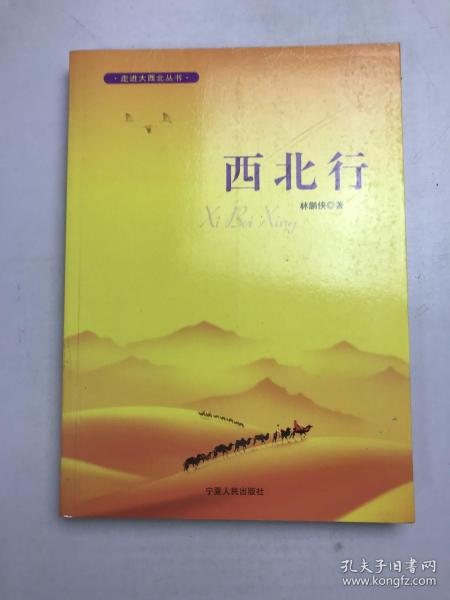 ·走进大西北丛书·
西北行
林鹏侠◎著
Xi Bei Xing
宁夏人民出版社
孔夫子旧书网
www.kongfz.com